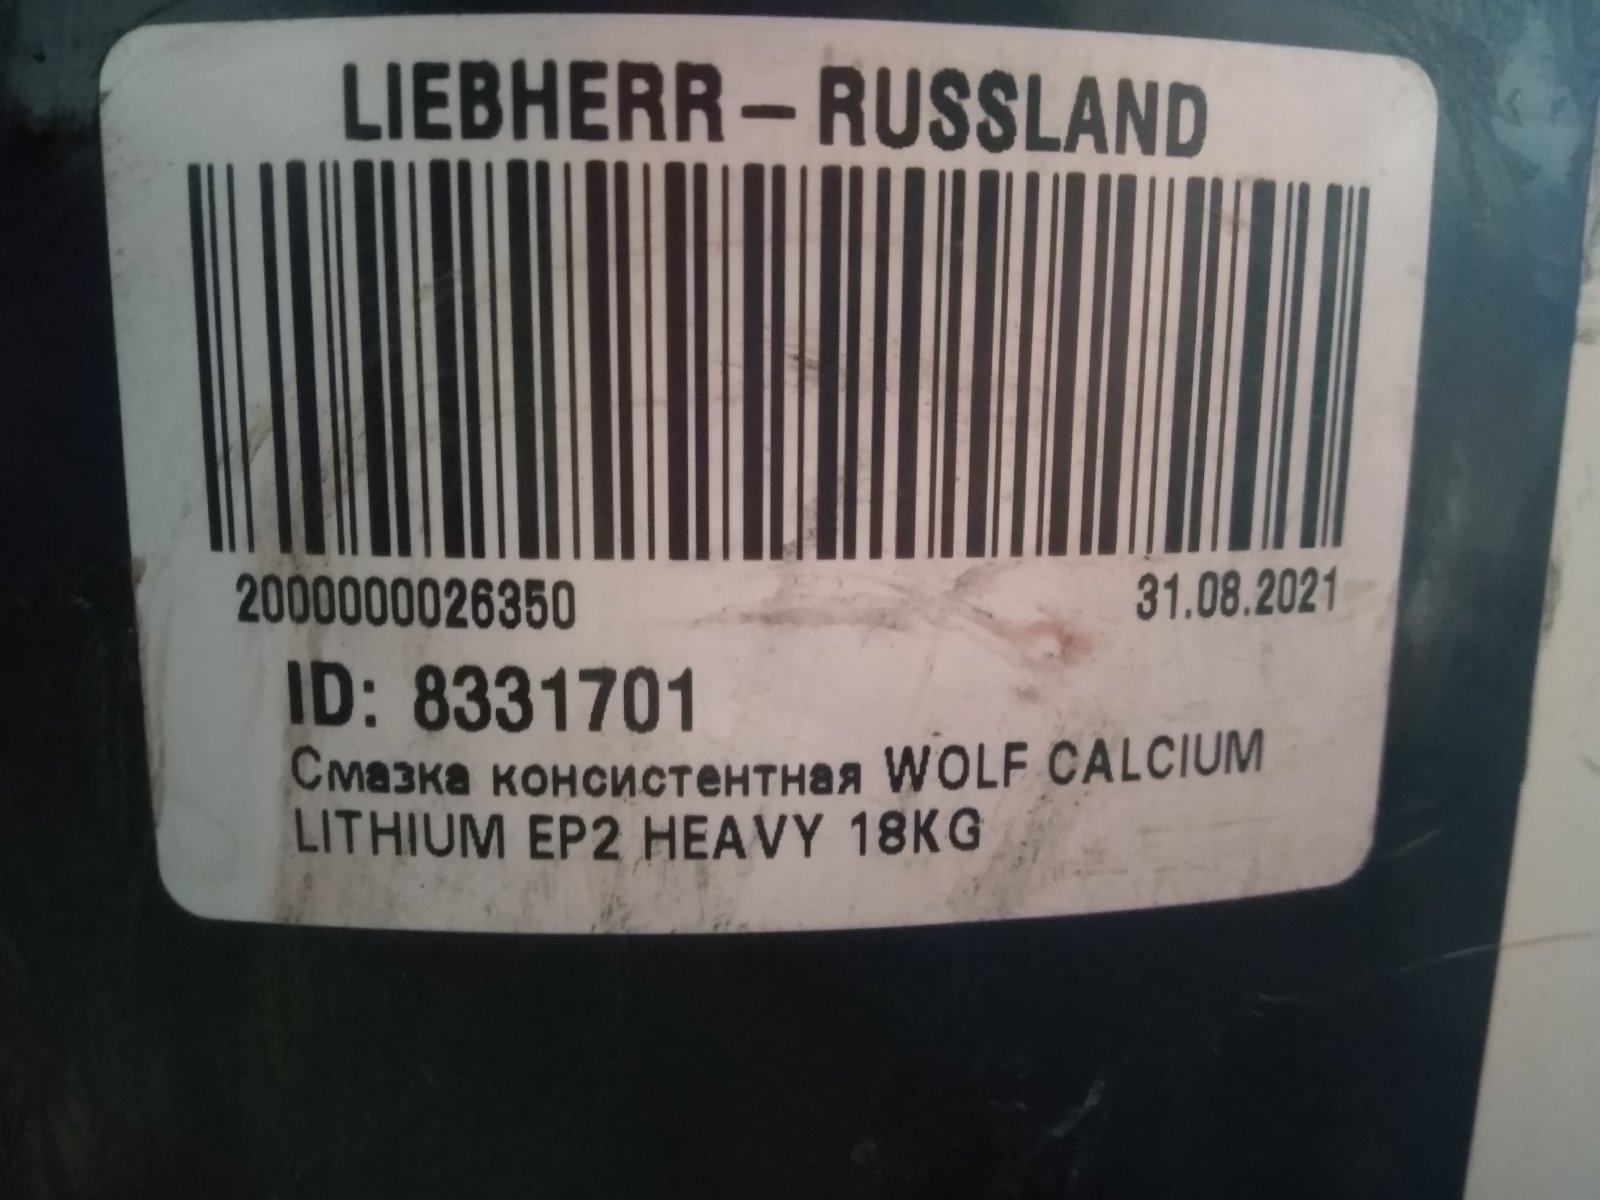 LIEBHERR – RUSSLAND
2000000026350 31.08.2021
ID: 8331701
Смазка консистентная WOLF CALCIUM
LITHIUM EP2 HEAVY 18KG